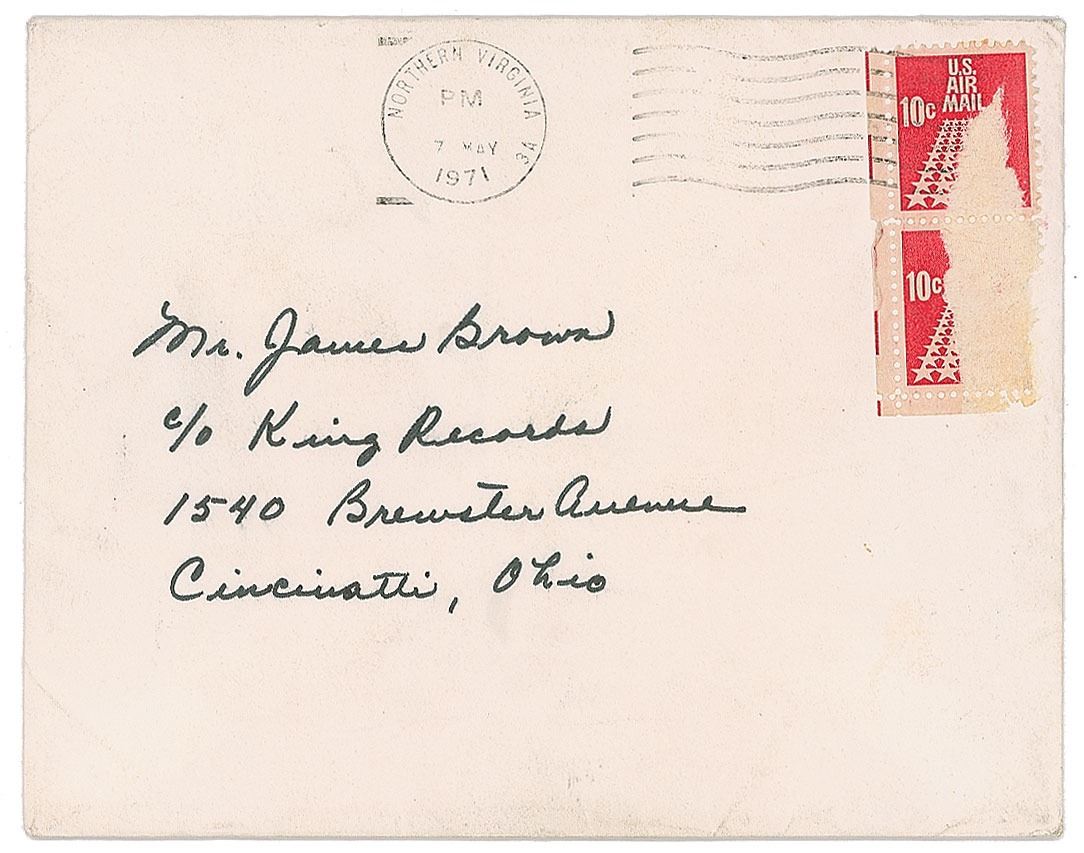 NORTHERN VIRGINIA
PM
7 MAY
1971
U.S.
AIR
MAIL
10c
10c
Mr. James Brown
c/o King Records
1540 Brewster Avenue
Cincinatti, Ohio